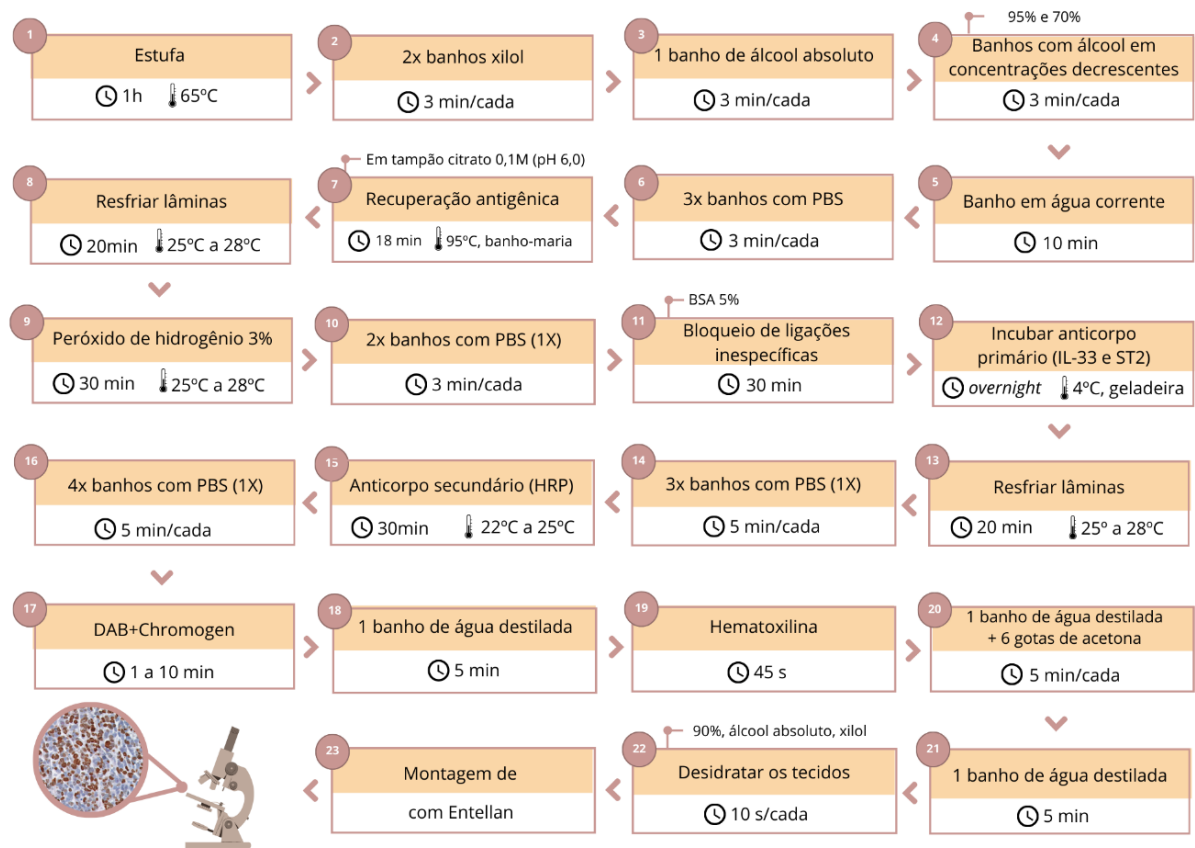 1
Estufa
1h 65ºC
2
2x banhos xilol
3 min/cada
3
1 banho de álcool absoluto
3 min/cada
95% e 70%
4
Banhos com álcool em
concentrações decrescentes
3 min/cada
5
Banho em água corrente
10 min
6
3x banhos com PBS
3 min/cada
Em tampão citrato 0,1M (pH 6,0)
7
Recuperação antigênica
18 min 95ºC, banho-maria
8
Resfriar lâminas
20min 25ºC a 28ºC
9
Peróxido de hidrogênio 3%
30 min 25ºC a 28ºC
10
2x banhos com PBS (1X)
3 min/cada
BSA 5%
11
Bloqueio de ligações
inespecíficas
30 min
12
Incubar anticorpo
primário (IL-33 e ST2)
overnight 4ºC, geladeira
13
Resfriar lâminas
20 min 25º a 28ºC
14
3x banhos com PBS (1X)
5 min/cada
15
Anticorpo secundário (HRP)
30min 22ºC a 25ºC
16
4x banhos com PBS (1X)
5 min/cada
17
DAB+Chromogen
1 a 10 min
18
1 banho de água destilada
5 min
19
Hematoxilina
45 s
20
1 banho de água destilada
+ 6 gotas de acetona
5 min/cada
21
1 banho de água destilada
5 min
90%, álcool absoluto, xilol
22
Desidratar os tecidos
10 s/cada
23
Montagem de
com Entellan